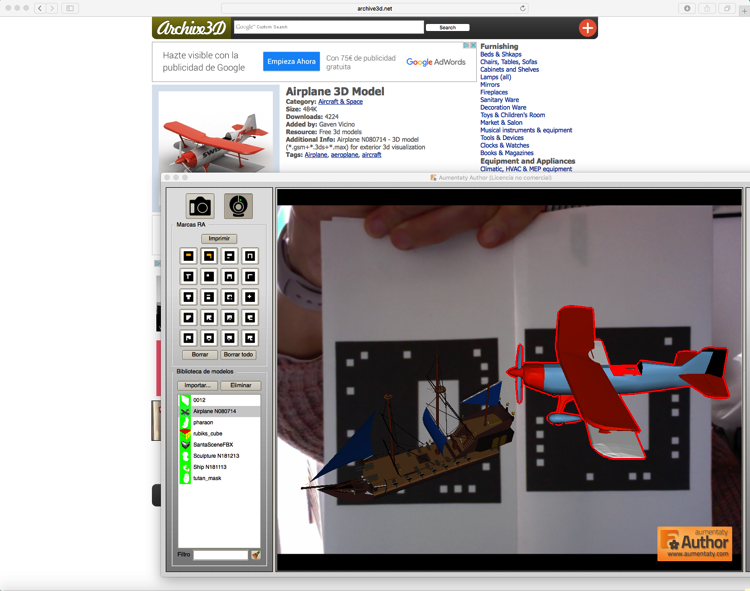 archive3d.net
Archive3D
Google™ Custom Search
Search
Hazte visible con la
publicidad de Google
Empieza Ahora
Con 75€ de publicidad
gratuita
Google AdWords
Airplane 3D Model
Category: Aircraft & Space
Size: 484K
Downloads: 4224
Added by: Gaven Vicino
Resource: Free 3d models
Additional Info: Airplane N080714 - 3D model
(*.gsm+*.3ds+*.max) for exterior 3d visualization
Tags: Airplane, aeroplane, aircraft
Furnishing
Beds & Shkaps
Chairs, Tables, Sofas
Cabinets and Shelves
Lamps (all)
Mirrors
Fireplaces
Sanitary Ware
Decoration Ware
Toys & Children's Room
Market & Salon
Musical instruments & equipment
Tools & Devices
Clocks & Watches
Books & Magazines
Equipment and Appliances
Climatic, HVAC & MEP equipment
Aumentaty Author (Licencia no comercial)
Marcas RA
Imprimir
Borrar
Borrar todo
Biblioteca de modelos
Importar...
Eliminar
0012
Airplane N080714
pharaon
rubiks_cube
SantaSceneFBX
Sculpture N181213
Ship N181113
tutan_mask
Filtro
aumentaty
Author
www.aumentaty.com